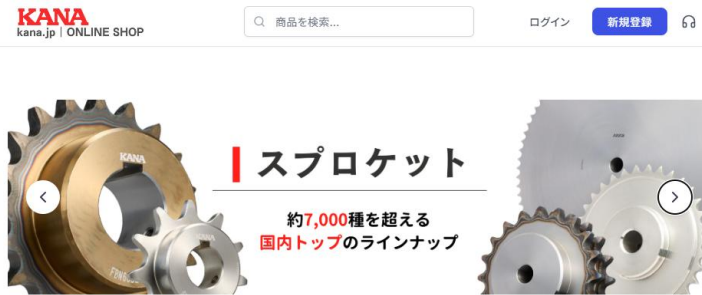 KANA
kana.jp | ONLINE SHOP
商品を検索...
ログイン
新規登録
KANA
スプロケット
約7,000種を超える
国内トップのラインナップ